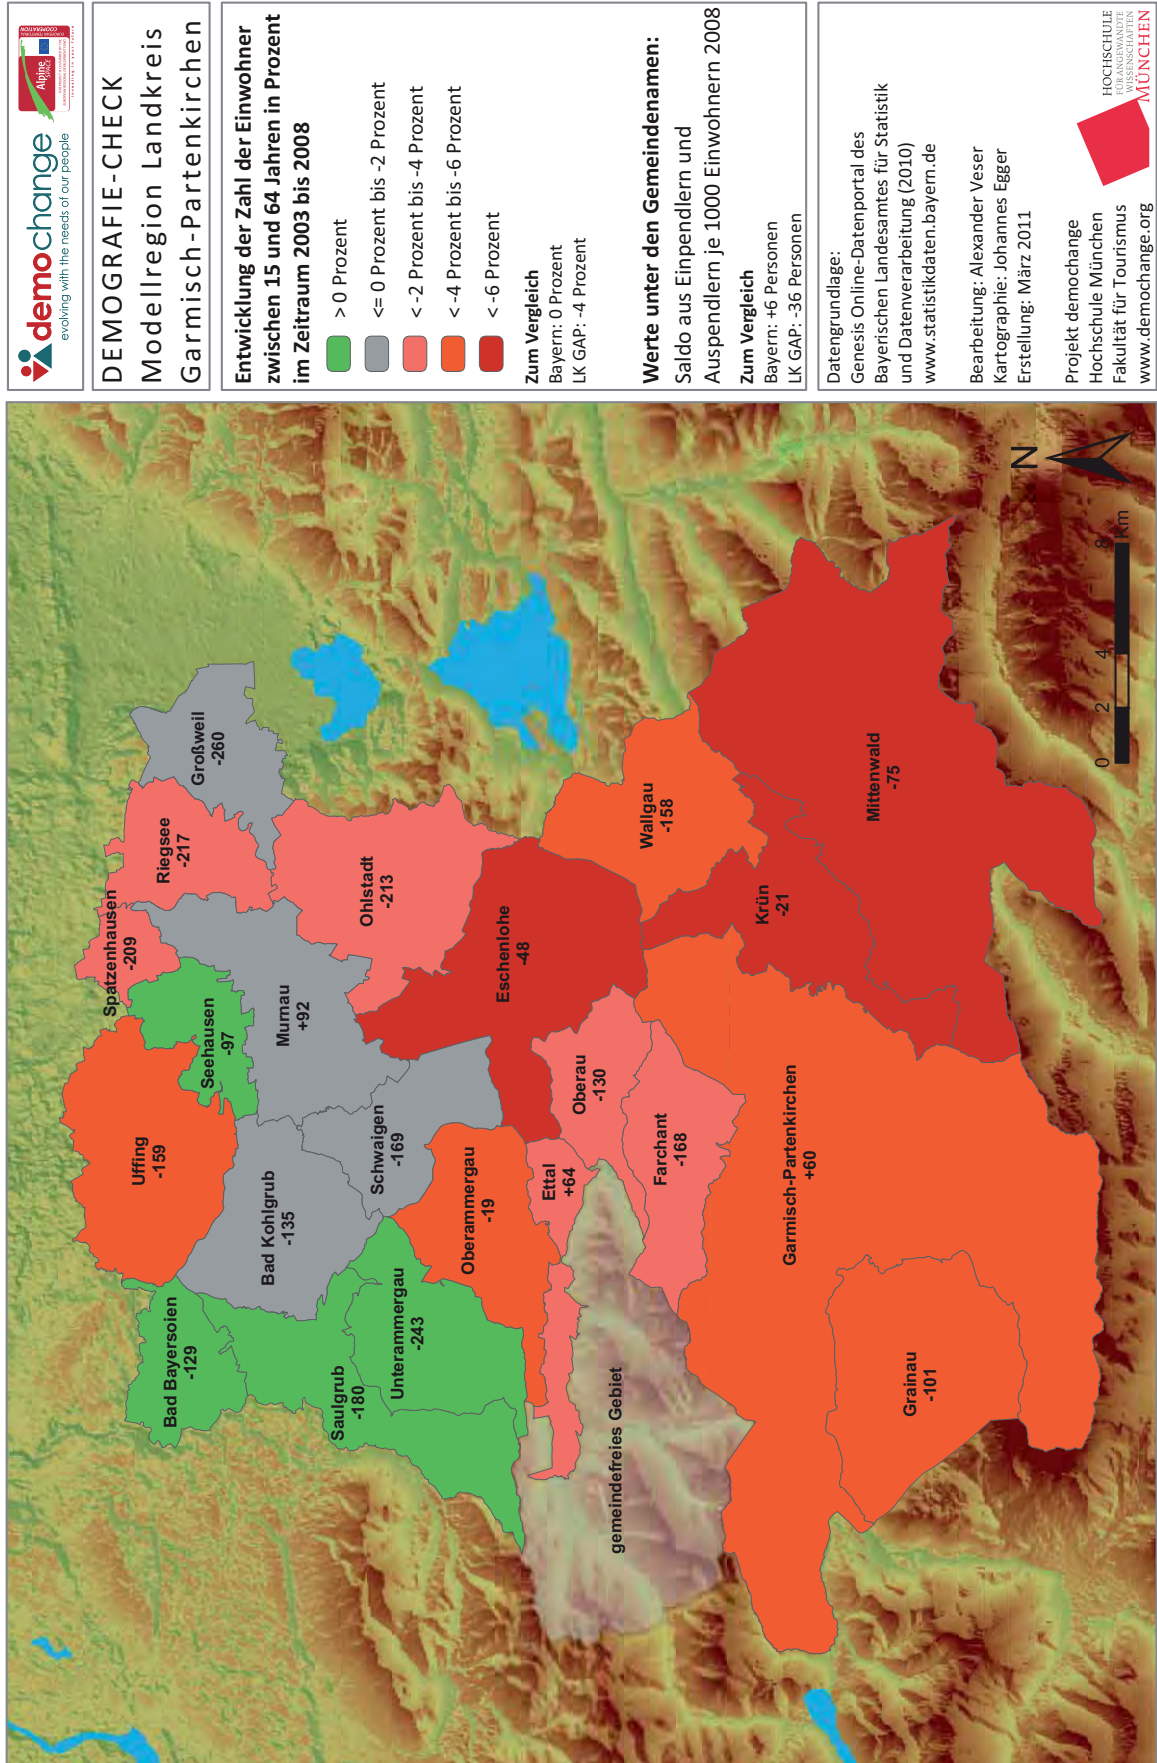 demochange
evolving with the needs of our people
Alpine
Space
DEMOGRAFIE-CHECK
Modellregion Landkreis
Garmisch-Partenkirchen
Entwicklung der Zahl der Einwohner
zwischen 15 und 64 Jahren in Prozent
im Zeitraum 2003 bis 2008
> 0 Prozent
<= 0 Prozent bis -2 Prozent
< -2 Prozent bis -4 Prozent
< -4 Prozent bis -6 Prozent
< -6 Prozent
Zum Vergleich
Bayern: 0 Prozent
LK GAP: -4 Prozent
Werte unter den Gemeindenamen:
Saldo aus Einpendlern und
Auspendlern je 1000 Einwohnern 2008
Zum Vergleich
Bayern: +6 Personen
LK GAP: -36 Personen
Datengrundlage:
Genesis Online-Datenportal des
Bayerischen Landesamtes für Statistik
und Datenverarbeitung (2010)
www.statistikdaten.bayern.de
Bearbeitung: Alexander Veser
Kartographie: Johannes Egger
Erstellung: März 2011
Projekt demochange
Hochschule München
Fakultät für Tourismus
www.demochange.org
HOCHSCHULE
FÜR ANGEWANDTE
WISSENSCHAFTEN
MÜNCHEN
Uffing
-159
Spatzenhausen
-209
Riegsee
-217
Großweil
-260
Bad Bayersoien
-129
Seehausen
-97
Bad Kohlgrub
-135
Murnau
+92
Saulgrub
-180
Schwaigen
-169
Ohlstadt
-213
Unterammergau
-243
Oberammergau
-19
Eschenlohe
-48
Ettal
+64
Oberau
-130
gemeindefreies Gebiet
Farchant
-168
Wallgau
-158
Krün
-21
Garmisch-Partenkirchen
+60
Mittenwald
-75
Grainau
-101
N
0 2 4 8
Km